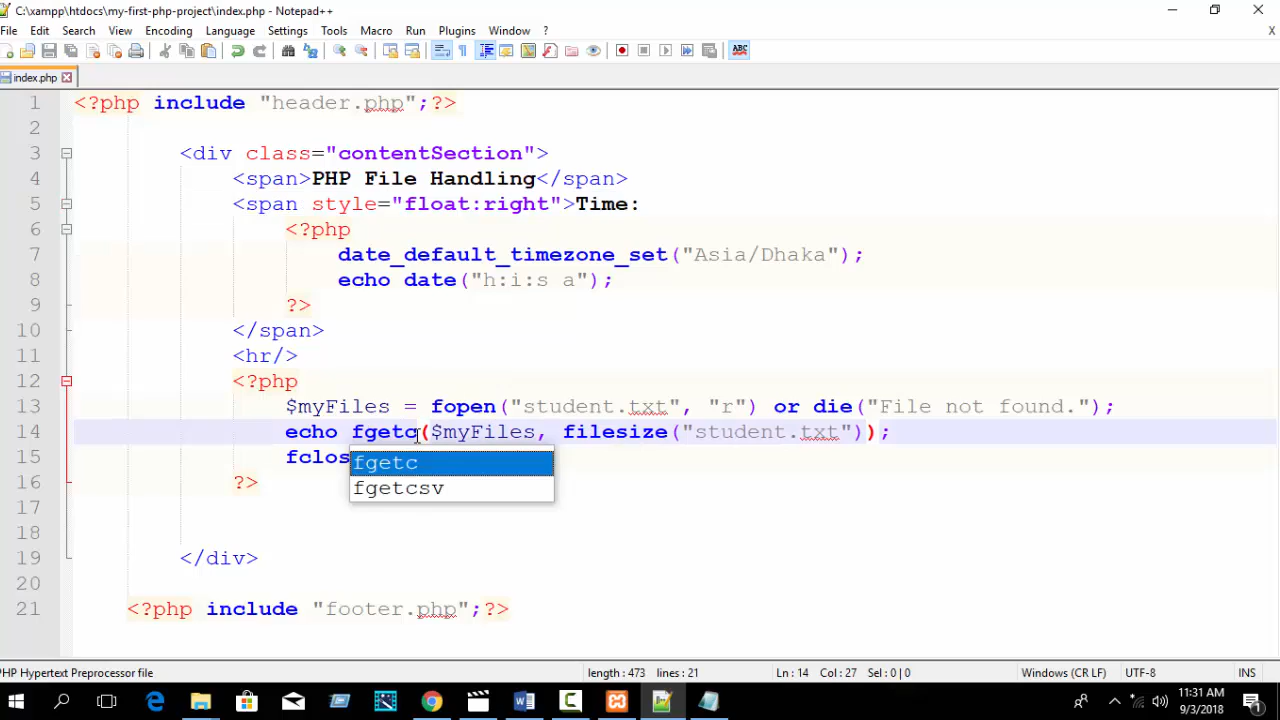 C:\xampp\htdocs\my-first-php-project\index.php - Notepad++
File Edit Search View Encoding Language Settings Tools Macro Run Plugins Window ? X
ABC
index.php
1 <?php include "header.php";?>
2
3 <div class="contentSection">
4 <span>PHP File Handling</span>
5 <span style="float:right">Time:
6 <?php
7 date_default_timezone_set("Asia/Dhaka");
8 echo date("h:i:s a");
9 ?>
10 </span>
11 <hr/>
12 <?php
13 $myFiles = fopen("student.txt", "r") or die("File not found.");
14 echo fgetc($myFiles, filesize("student.txt"));
15 fclos
fgetc
16 ?>
fgetcsv
17
18
19 </div>
20
21 <?php include "footer.php";?>
PHP Hypertext Preprocessor file length : 473 lines : 21 Ln : 14 Col : 27 Sel : 0 | 0 Windows (CR LF) UTF-8 INS
11:31 AM
9/3/2018